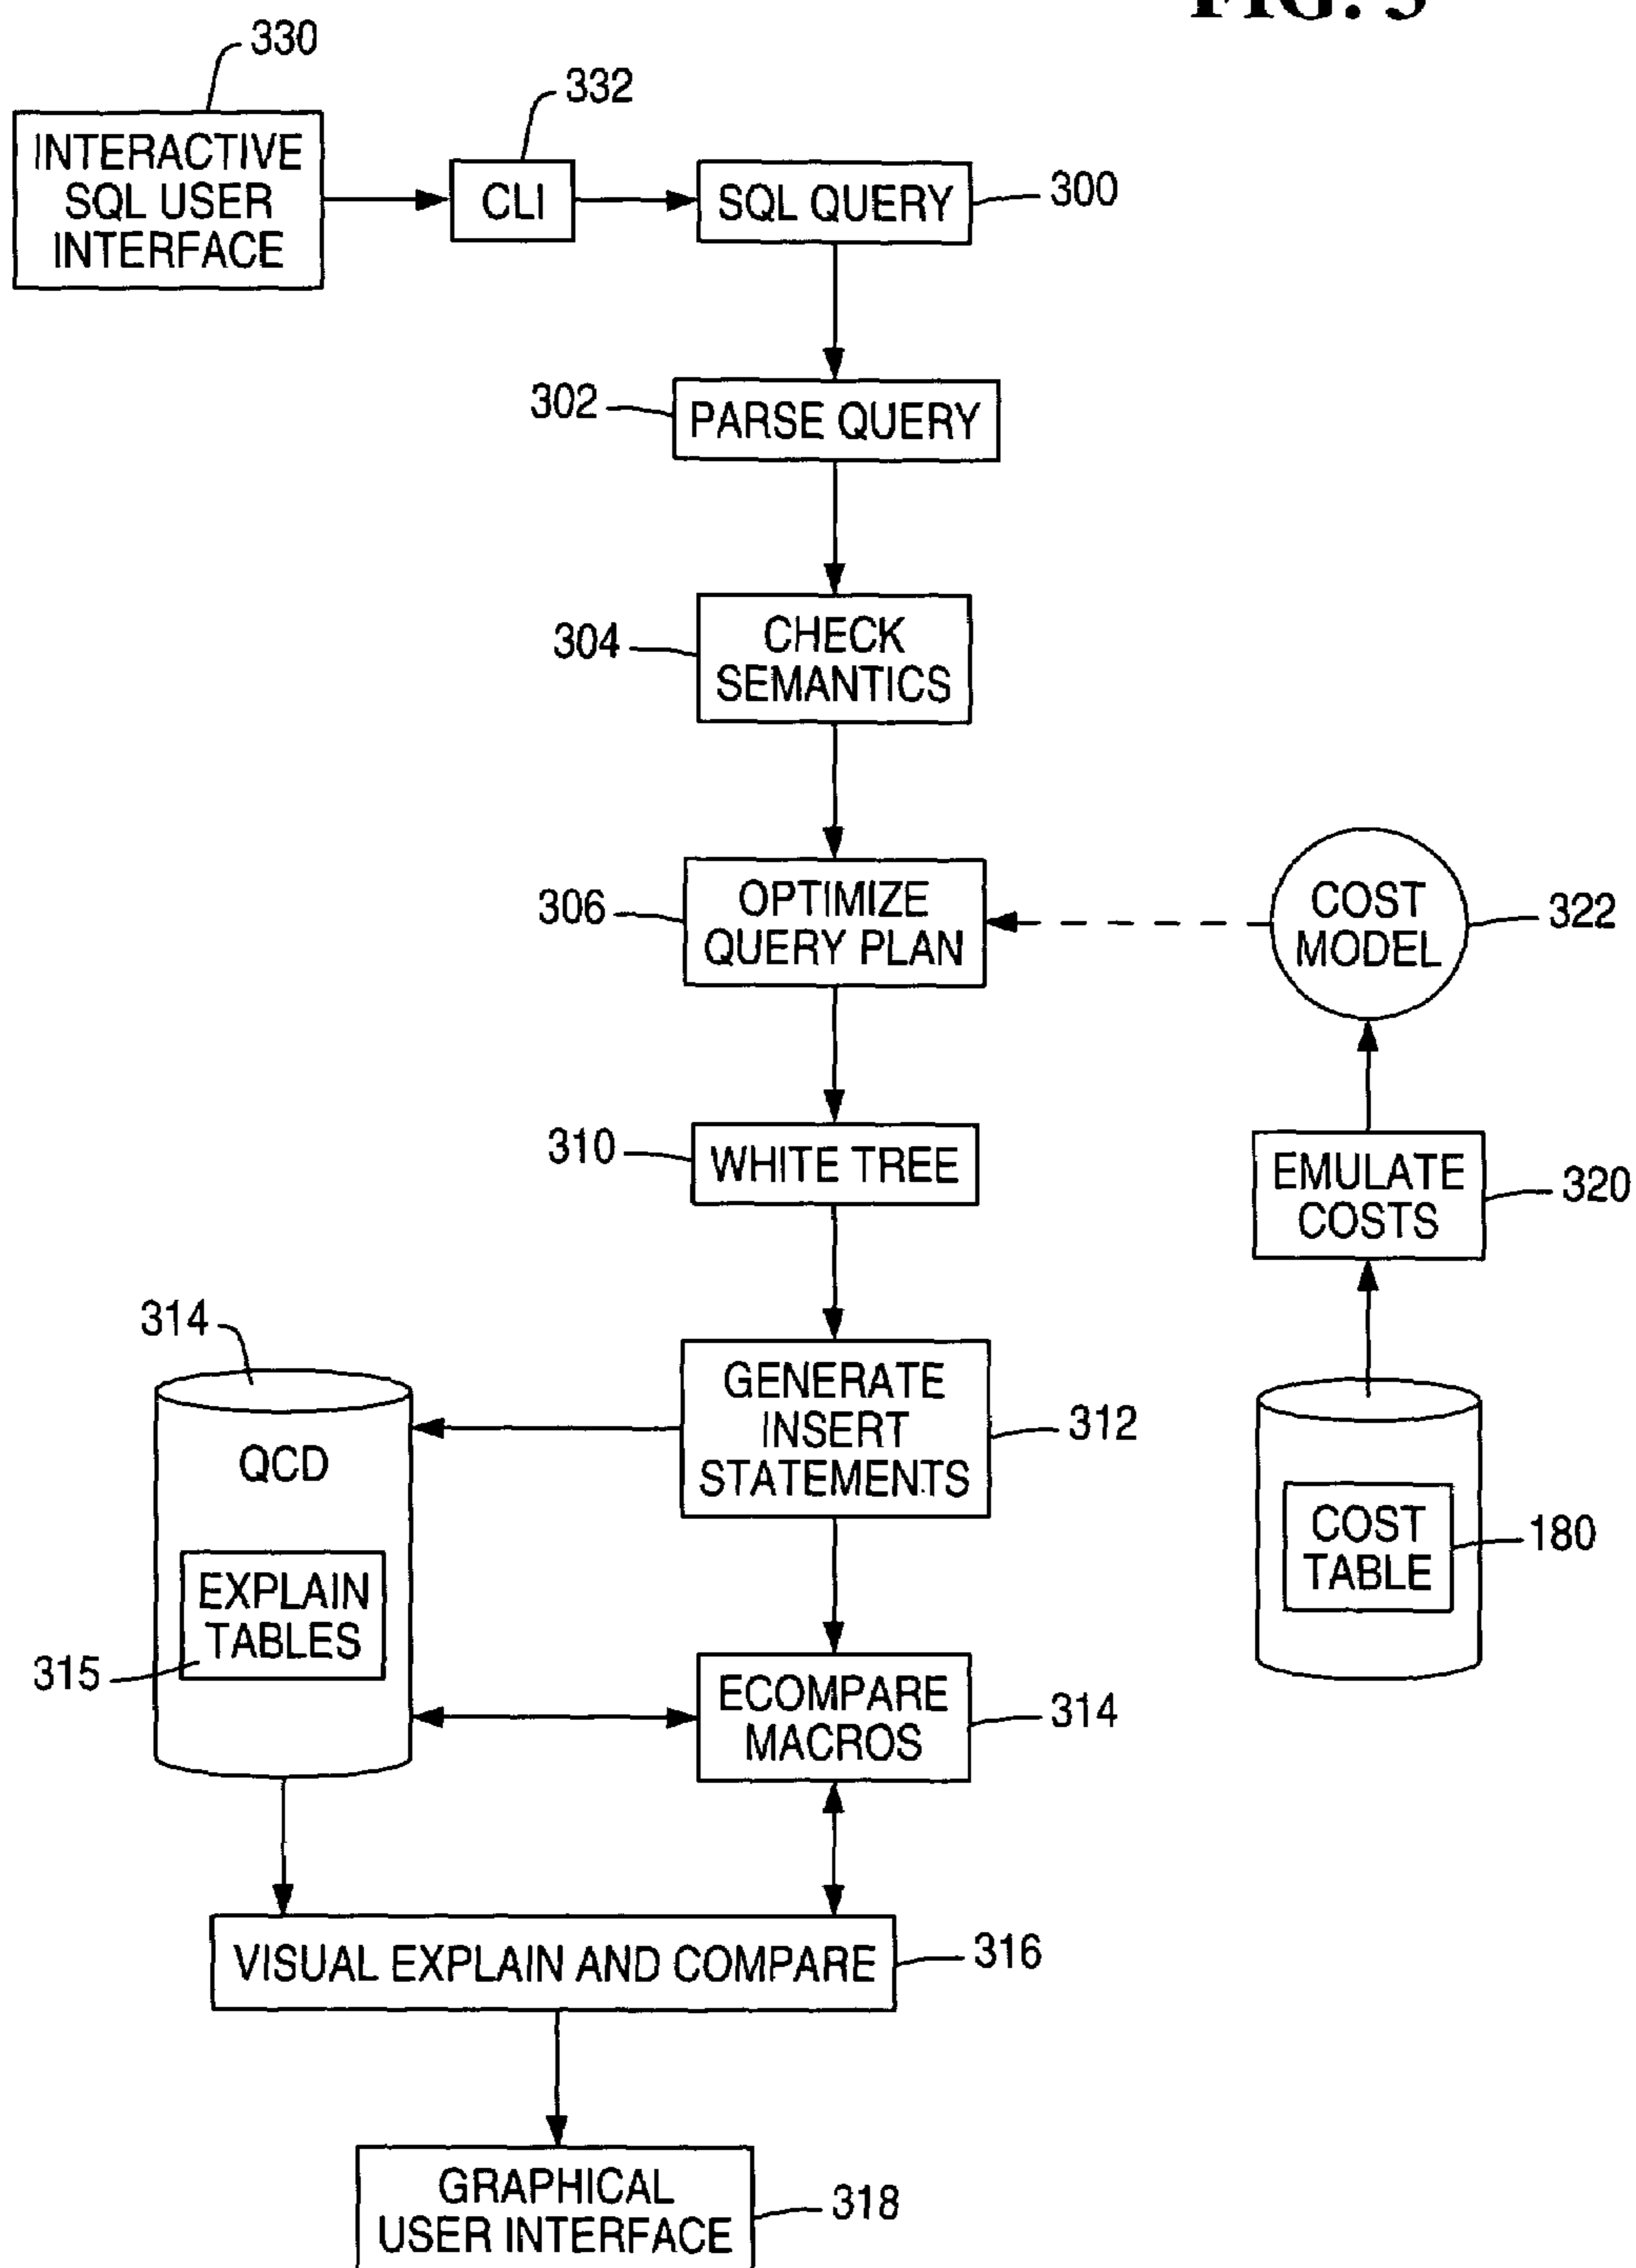 FIG. 3
330
332
INTERACTIVE
SQL USER
INTERFACE
CLI
SQL QUERY
300
302
PARSE QUERY
304
CHECK
SEMANTICS
306
OPTIMIZE
QUERY PLAN
COST
MODEL
322
310
WHITE TREE
EMULATE
COSTS
320
314
QCD
GENERATE
INSERT
STATEMENTS
312
COST
TABLE
180
EXPLAIN
TABLES
315
ECOMPARE
MACROS
314
VISUAL EXPLAIN AND COMPARE
316
GRAPHICAL
USER INTERFACE
318